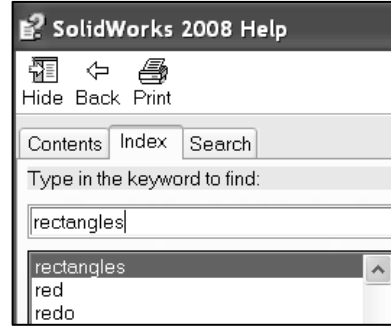 SolidWorks 2008 Help
Hide Back Print
Contents Index Search
Type in the keyword to find:
rectangles
rectangles
red
redo